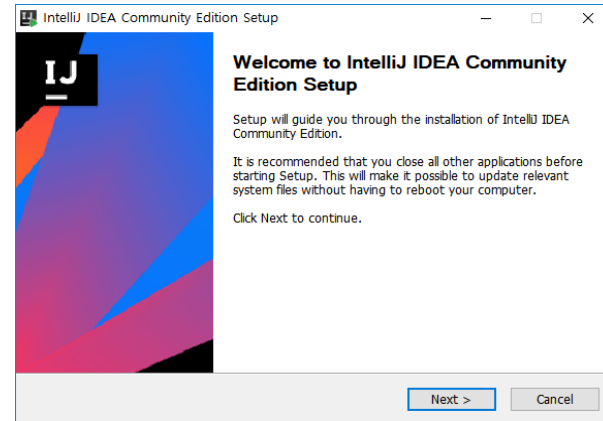 IntelliJ IDEA Community Edition Setup
IJ
Welcome to IntelliJ IDEA Community
Edition Setup
Setup will guide you through the installation of IntelliJ IDEA
Community Edition.
It is recommended that you close all other applications before
starting Setup. This will make it possible to update relevant
system files without having to reboot your computer.
Click Next to continue.
Next >
Cancel